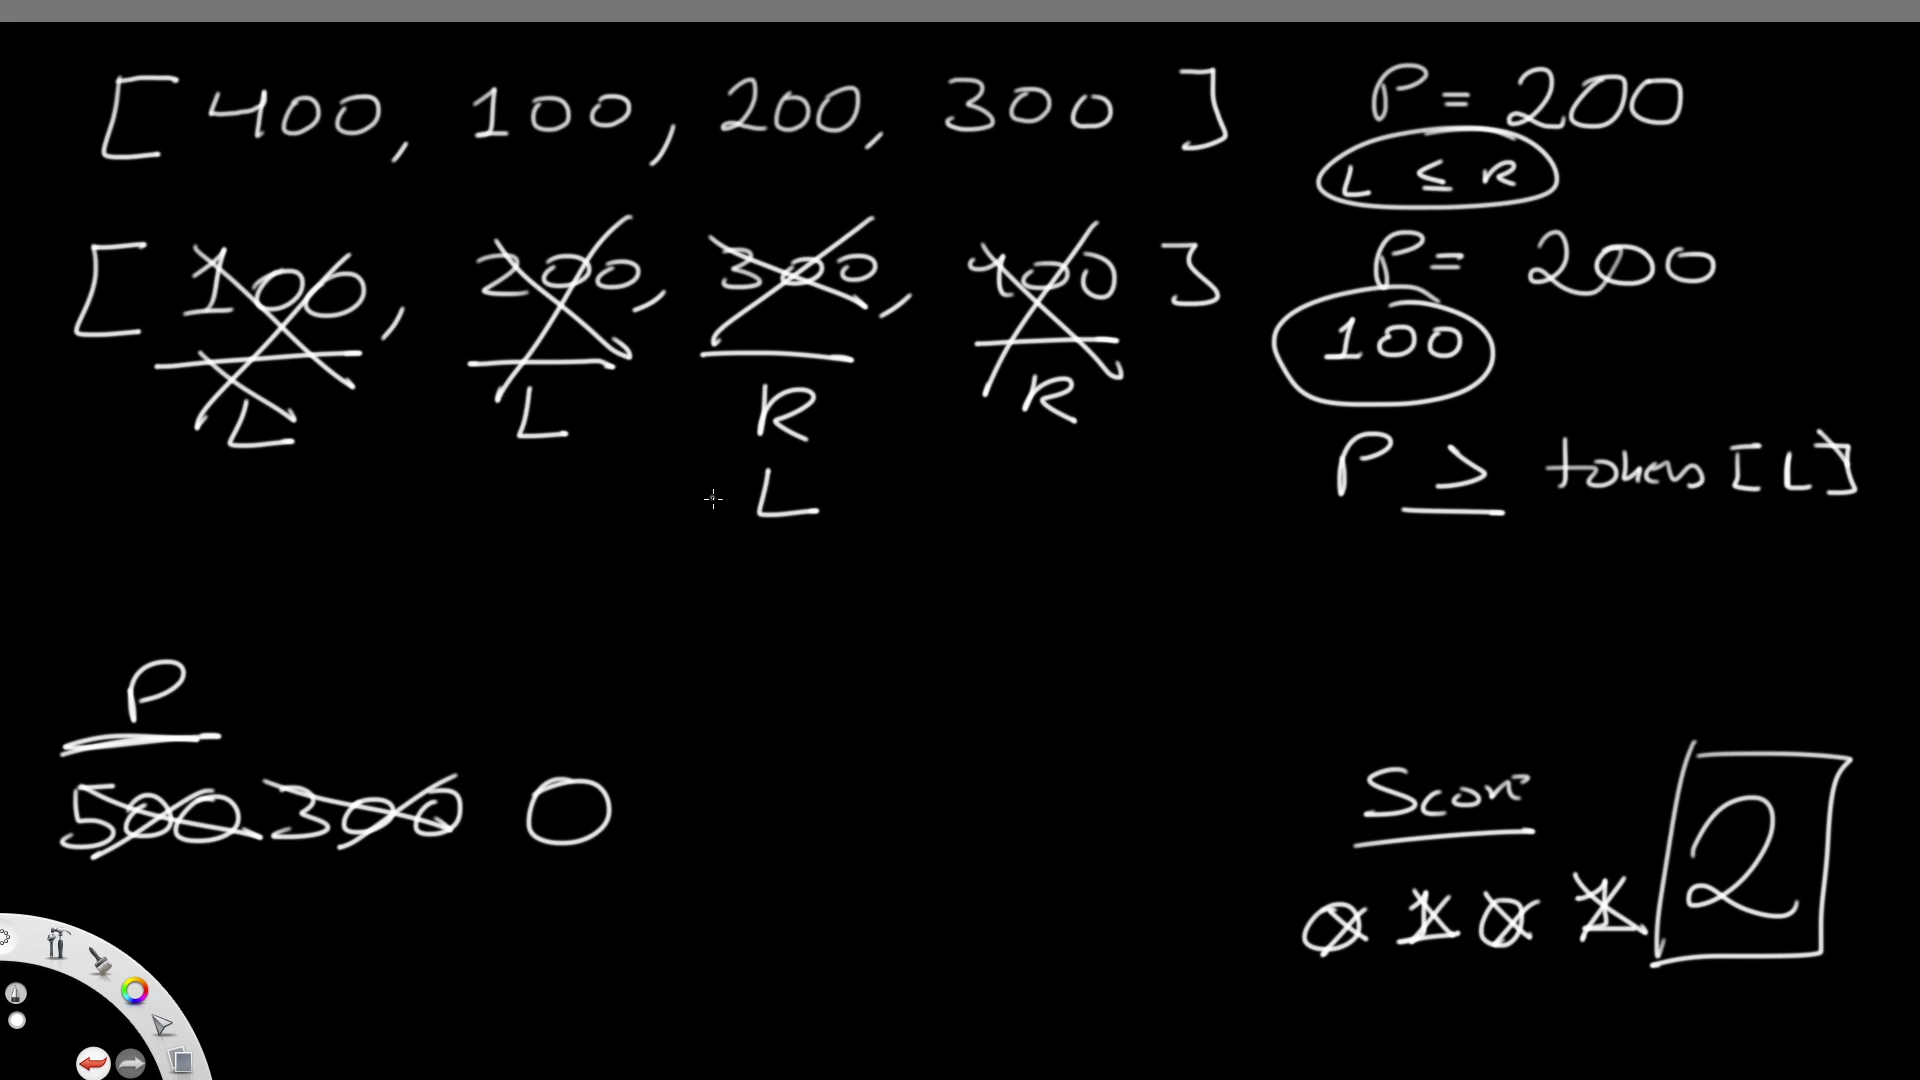 [ 400, 100, 200, 300 ] P = 200
L ≤ R
[ 100, 200, 300, 400 ] P = 200
100
L L R R
P ≥ tokens [L]
L
P
500 300 0
Score
0 1 0 1 2